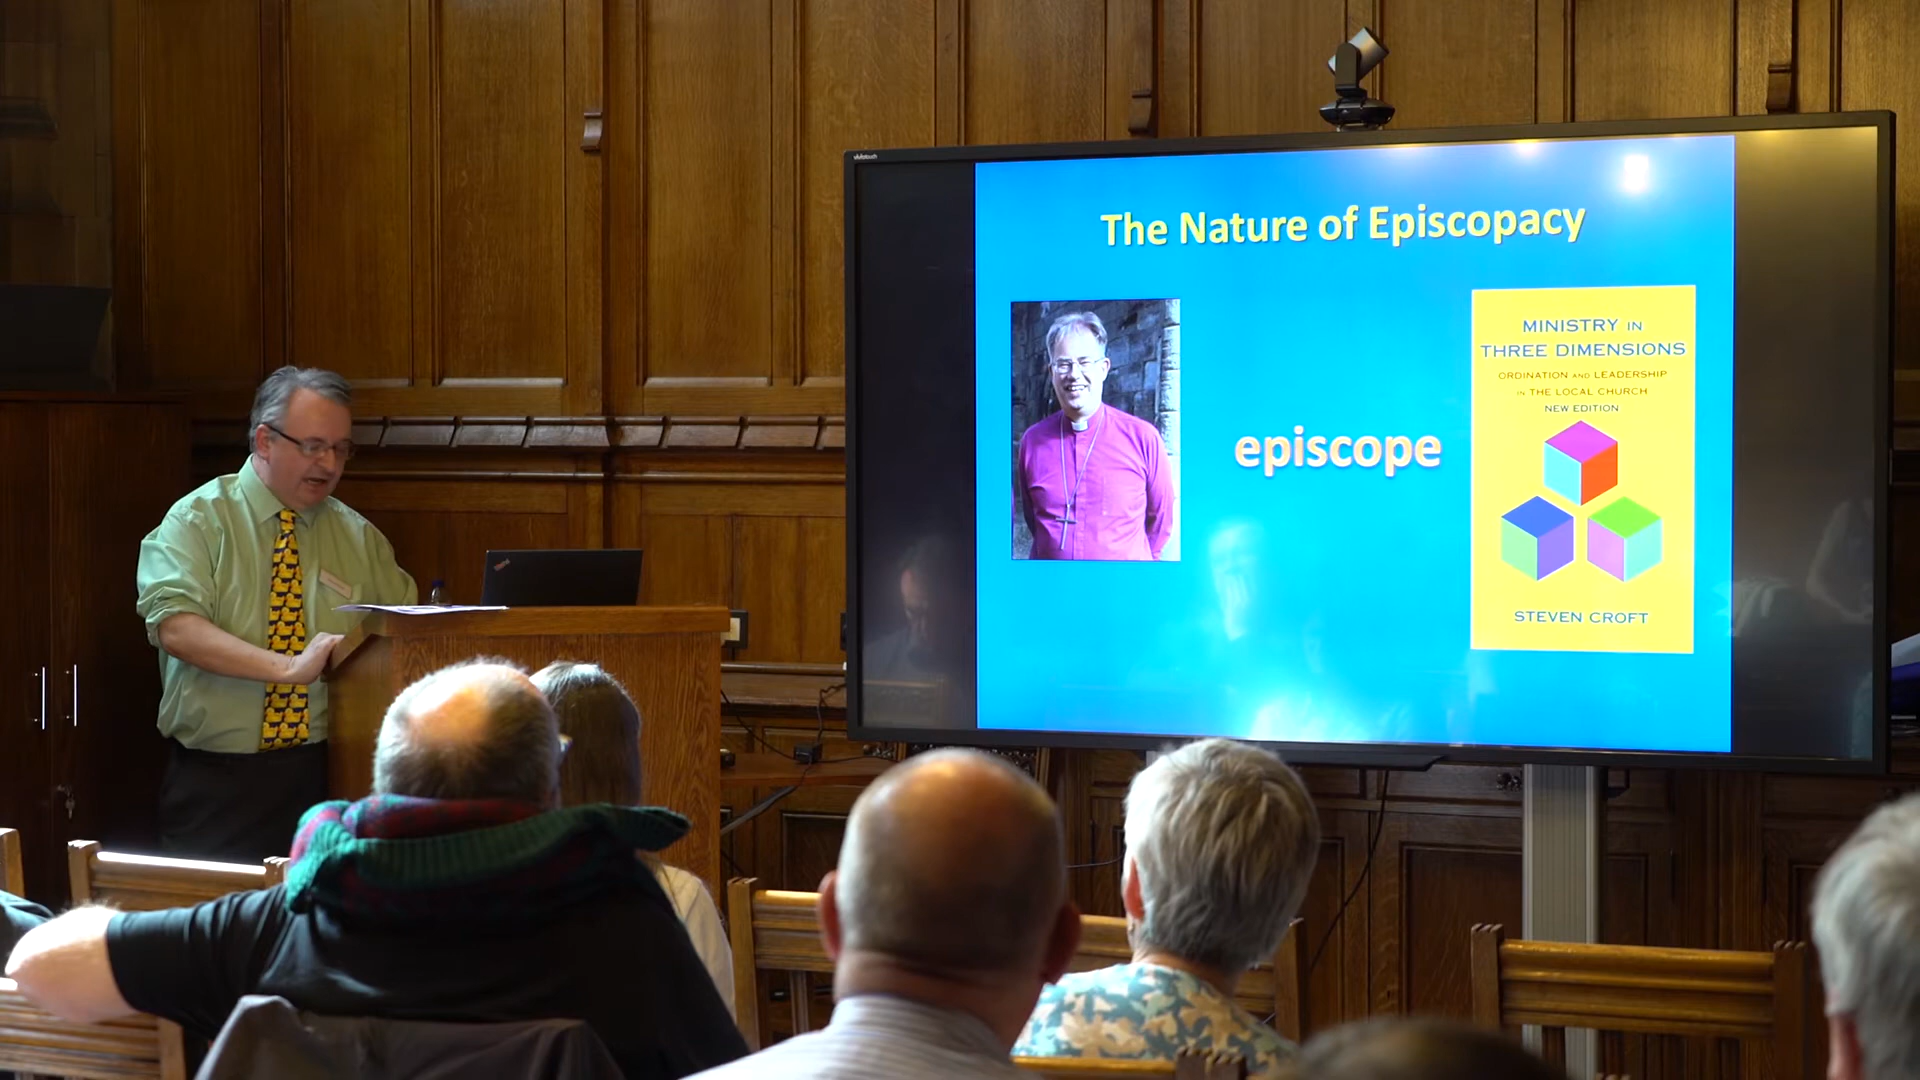 The Nature of Episcopacy
episcope
MINISTRY IN
THREE DIMENSIONS
ORDINATION AND LEADERSHIP
IN THE LOCAL CHURCH
NEW EDITION
STEVEN CROFT